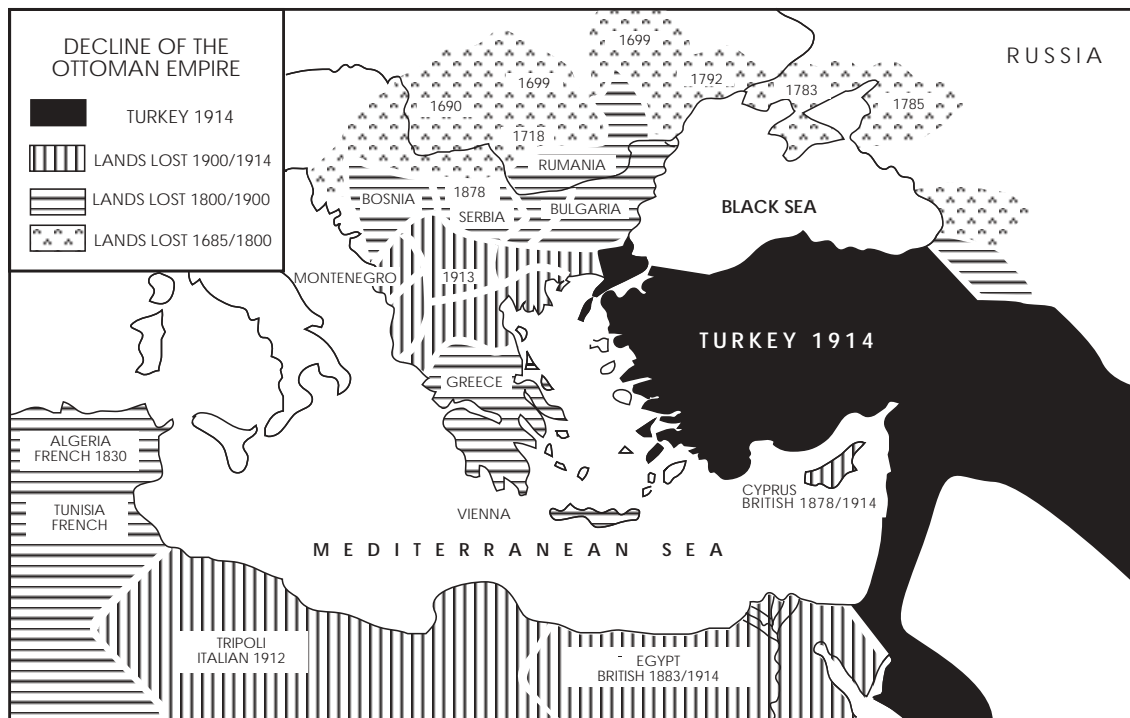 DECLINE OF THE
OTTOMAN EMPIRE
TURKEY 1914
LANDS LOST 1900/1914
LANDS LOST 1800/1900
LANDS LOST 1685/1800
1699
RUSSIA
1699
1792
1783
1690
1785
1718
RUMANIA
BOSNIA
1878
SERBIA
BULGARIA
BLACK SEA
MONTENEGRO
1913
TURKEY 1914
GREECE
ALGERIA
FRENCH 1830
TUNISIA
FRENCH
CYPRUS
BRITISH 1878/1914
VIENNA
MEDITERRANEAN SEA
TRIPOLI
ITALIAN 1912
EGYPT
BRITISH 1883/1914